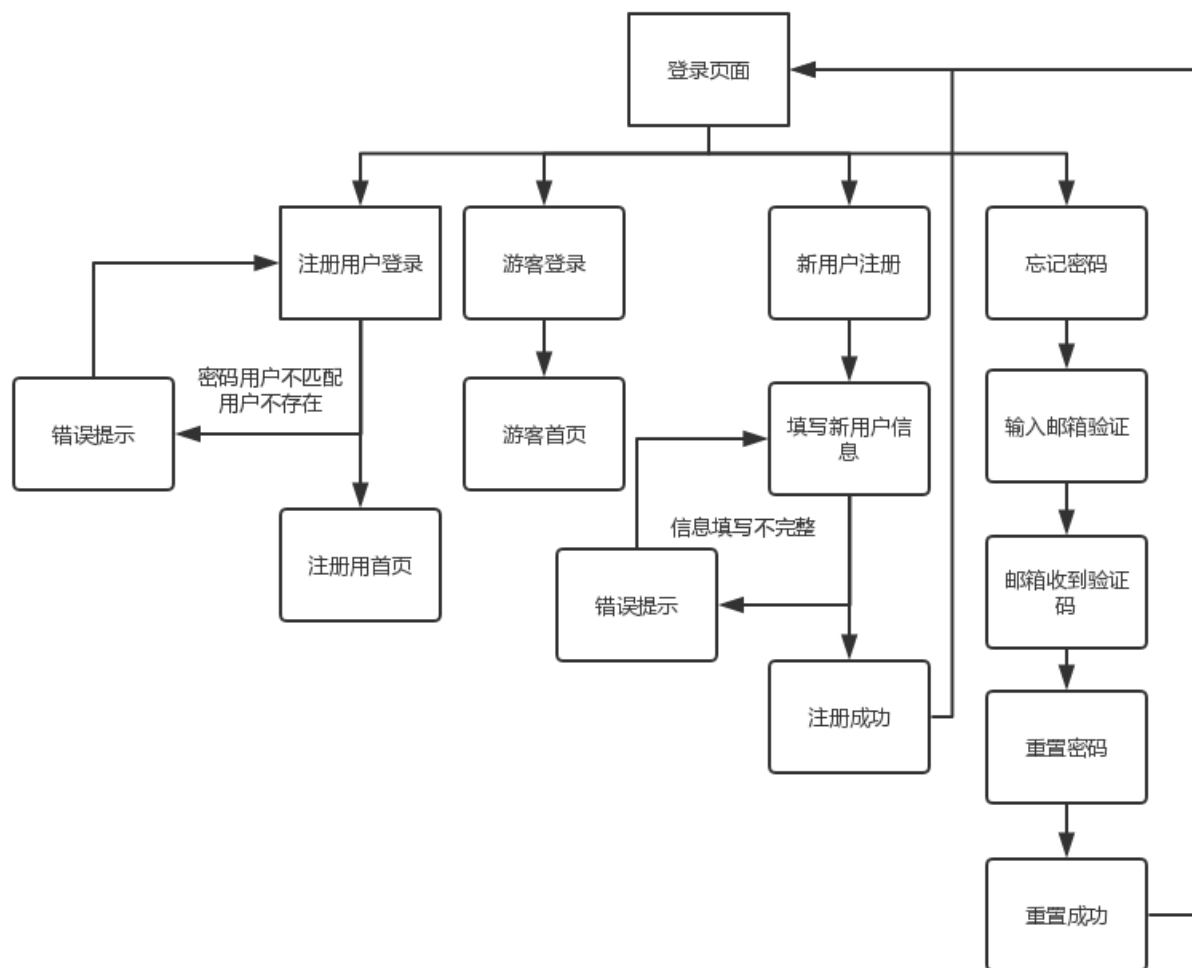 登录页面
注册用户登录
游客登录
新用户注册
忘记密码
密码用户不匹配
用户不存在
错误提示
游客首页
填写新用户信
息
输入邮箱验证
信息填写不完整
注册用首页
错误提示
邮箱收到验证
码
注册成功
重置密码
重置成功